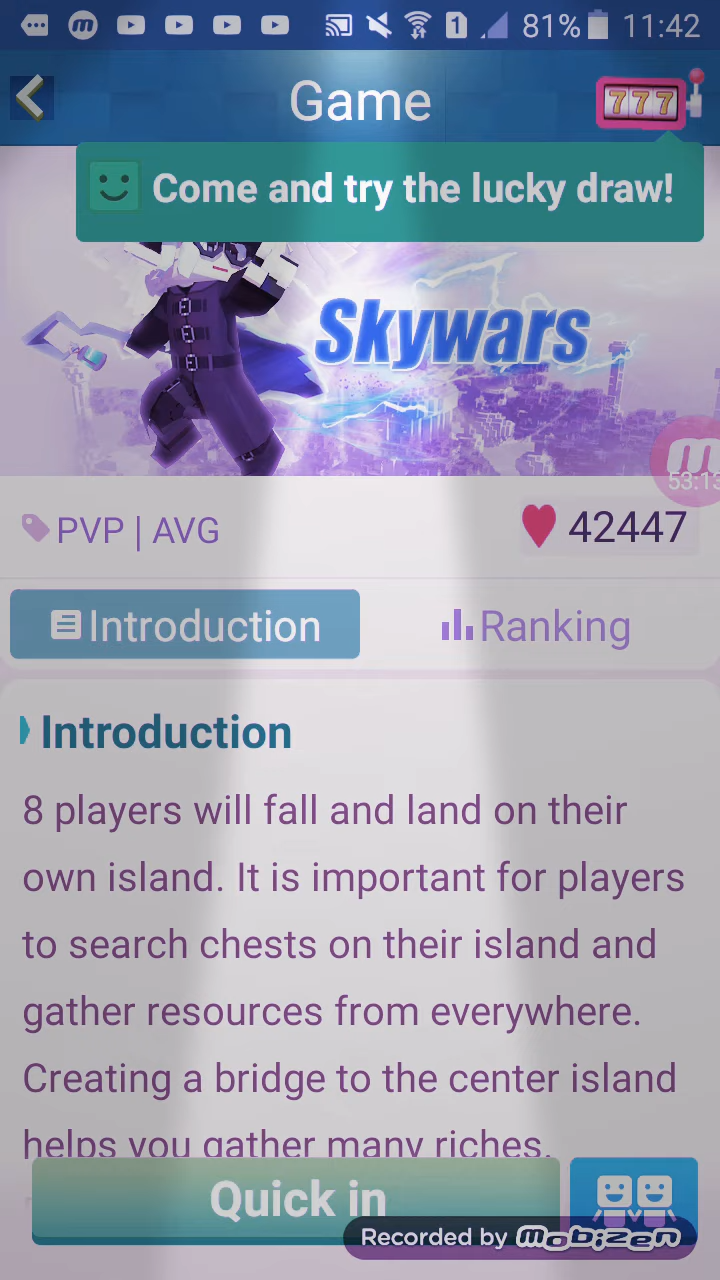 1 81% 11:42
Game
777
Come and try the lucky draw!
Skywars
53:13
PVP | AVG
42447
Introduction
Ranking
Introduction
8 players will fall and land on their
own island. It is important for players
to search chests on their island and
gather resources from everywhere.
Creating a bridge to the center island
helps you gather many riches.
Quick in
Recorded by mobizen